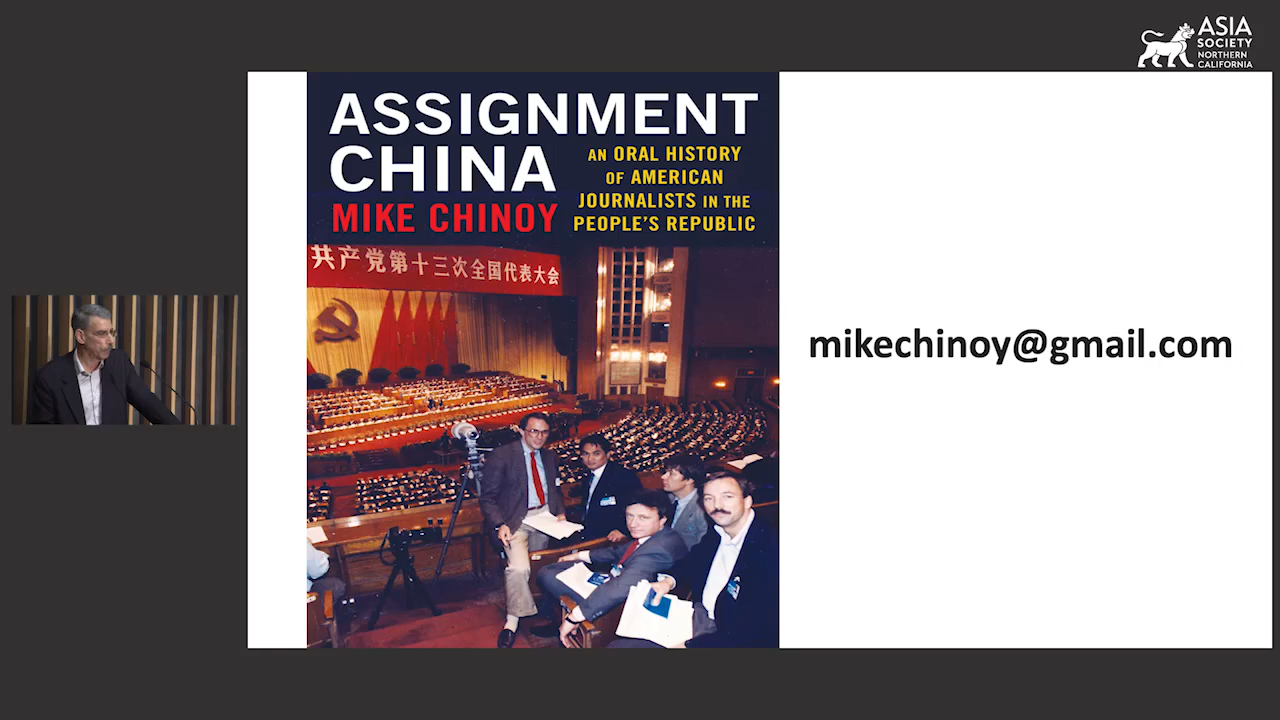 ASIA
SOCIETY
NORTHERN
CALIFORNIA
ASSIGNMENT
CHINA
MIKE CHINOY
AN ORAL HISTORY
OF AMERICAN
JOURNALISTS IN THE
PEOPLE'S REPUBLIC
共产党第十三次全国代表大会
mikechinoy@gmail.com